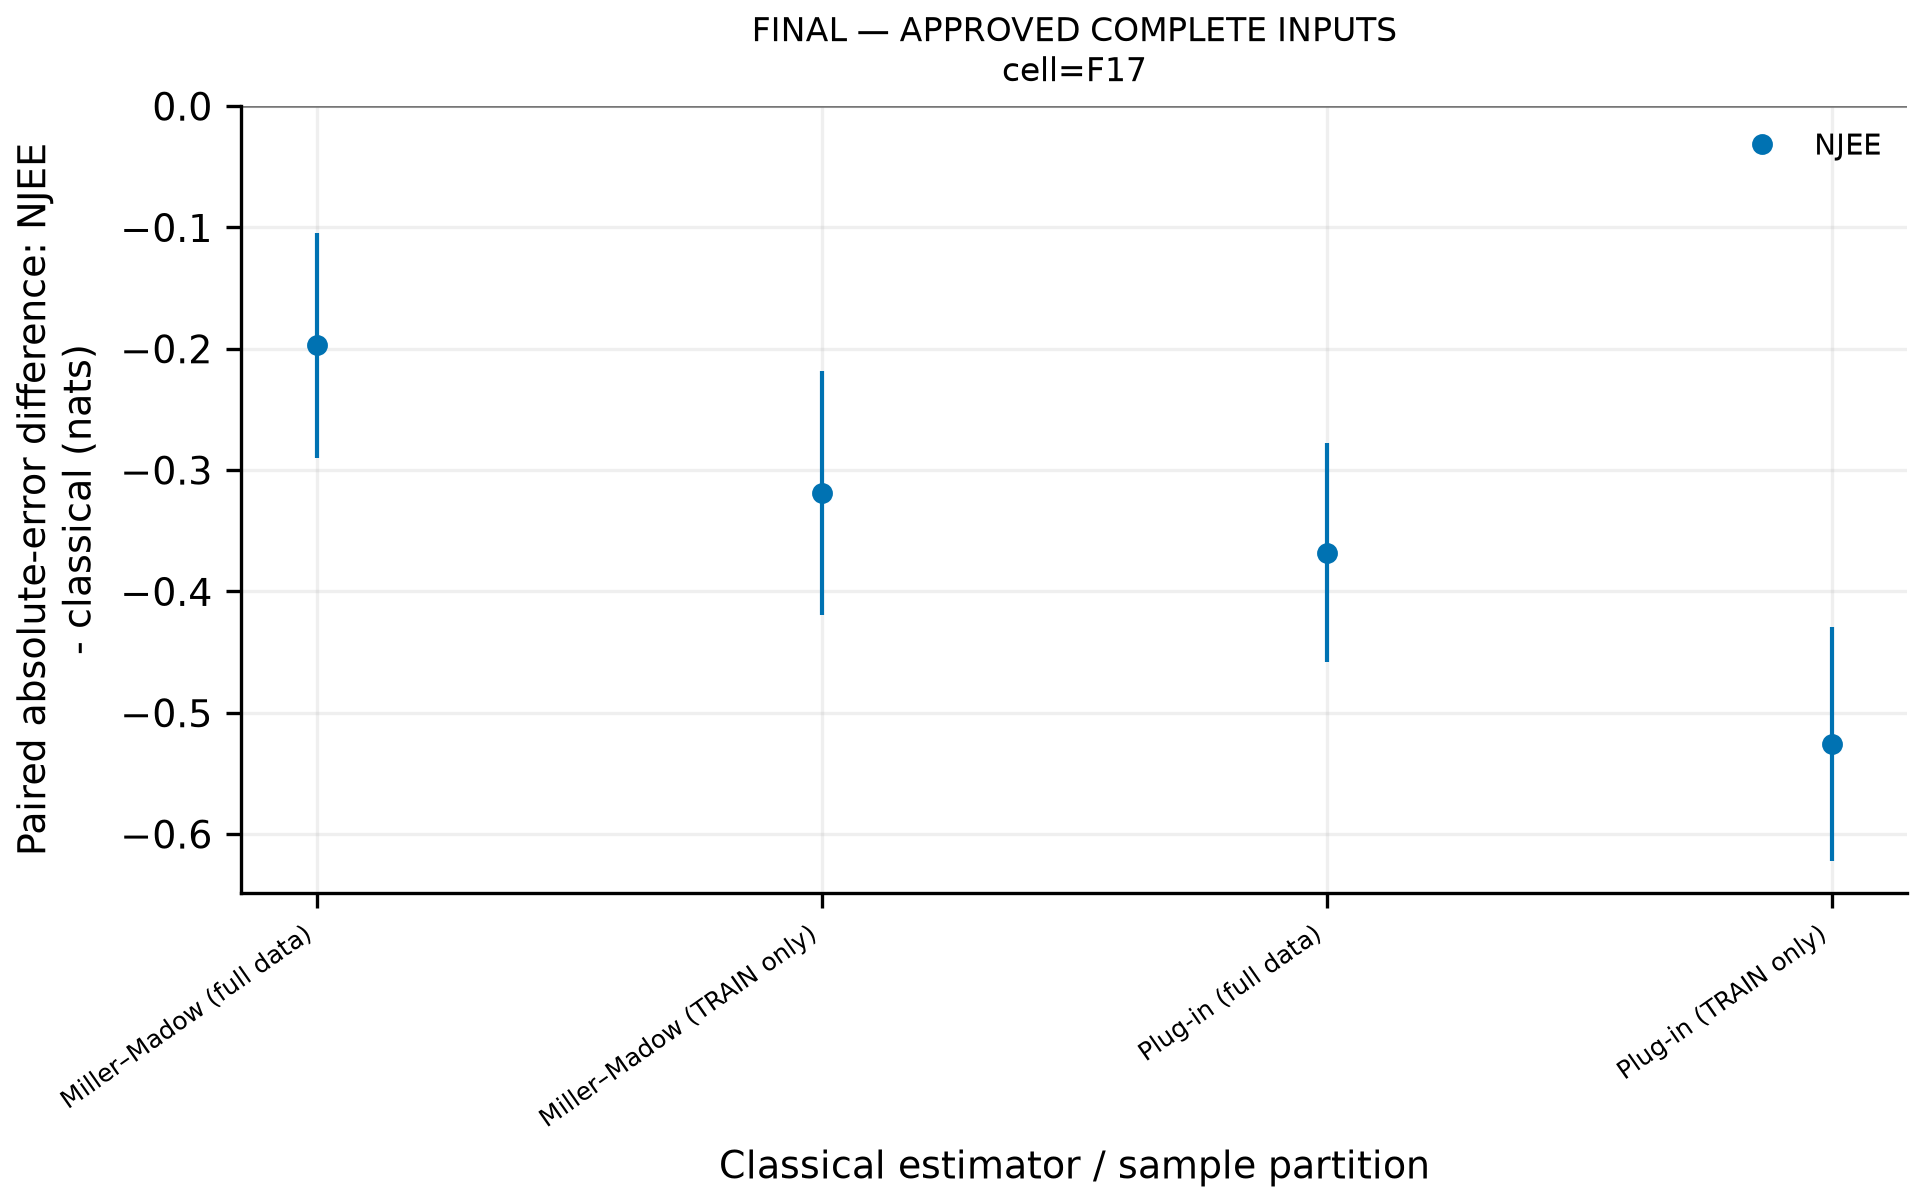 FINAL — APPROVED COMPLETE INPUTS
cell=F17
NJEE
0.0
−0.1
−0.2
−0.3
−0.4
−0.5
−0.6
Paired absolute-error difference: NJEE
- classical (nats)
Miller–Madow (full data)
Miller–Madow (TRAIN only)
Plug-in (full data)
Plug-in (TRAIN only)
Classical estimator / sample partition